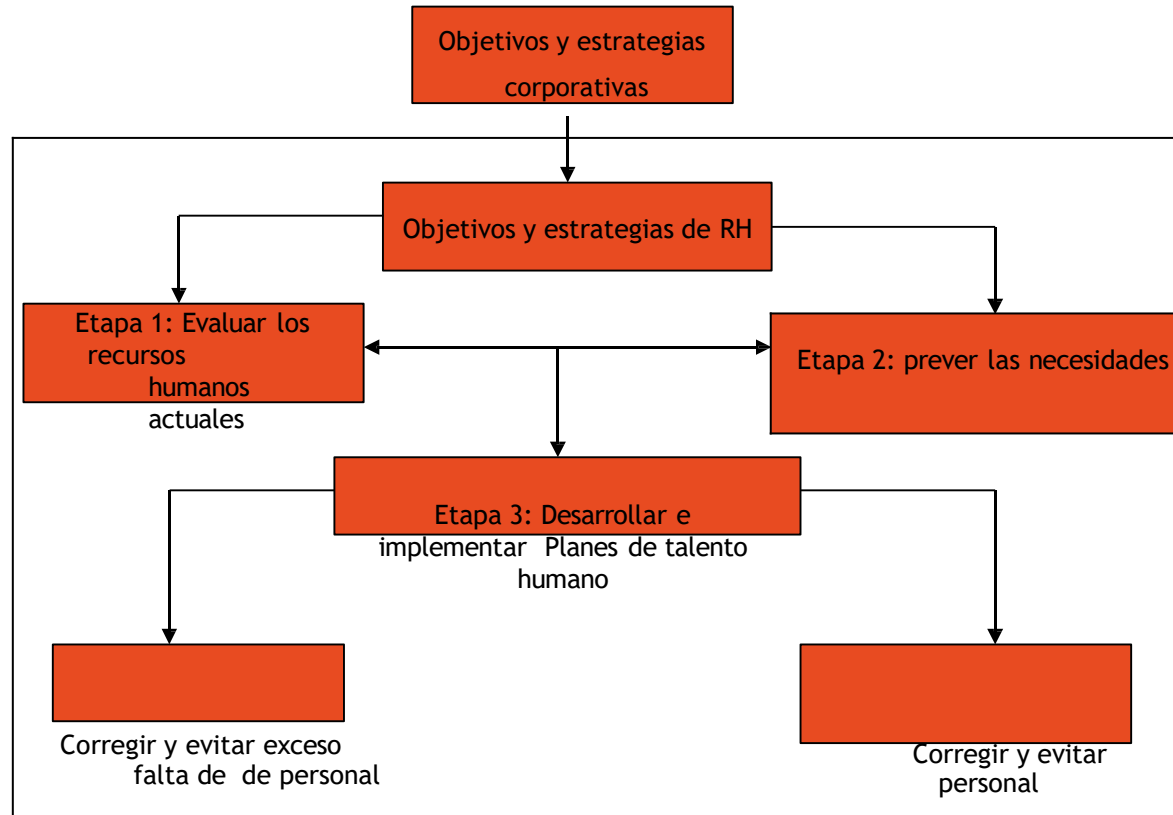 Objetivos y estrategias
corporativas
Objetivos y estrategias de RH
Etapa 1: Evaluar los
recursos
humanos
actuales
Etapa 2: prever las necesidades
Etapa 3: Desarrollar e
implementar Planes de talento
humano
Corregir y evitar exceso
falta de de personal
Corregir y evitar
personal